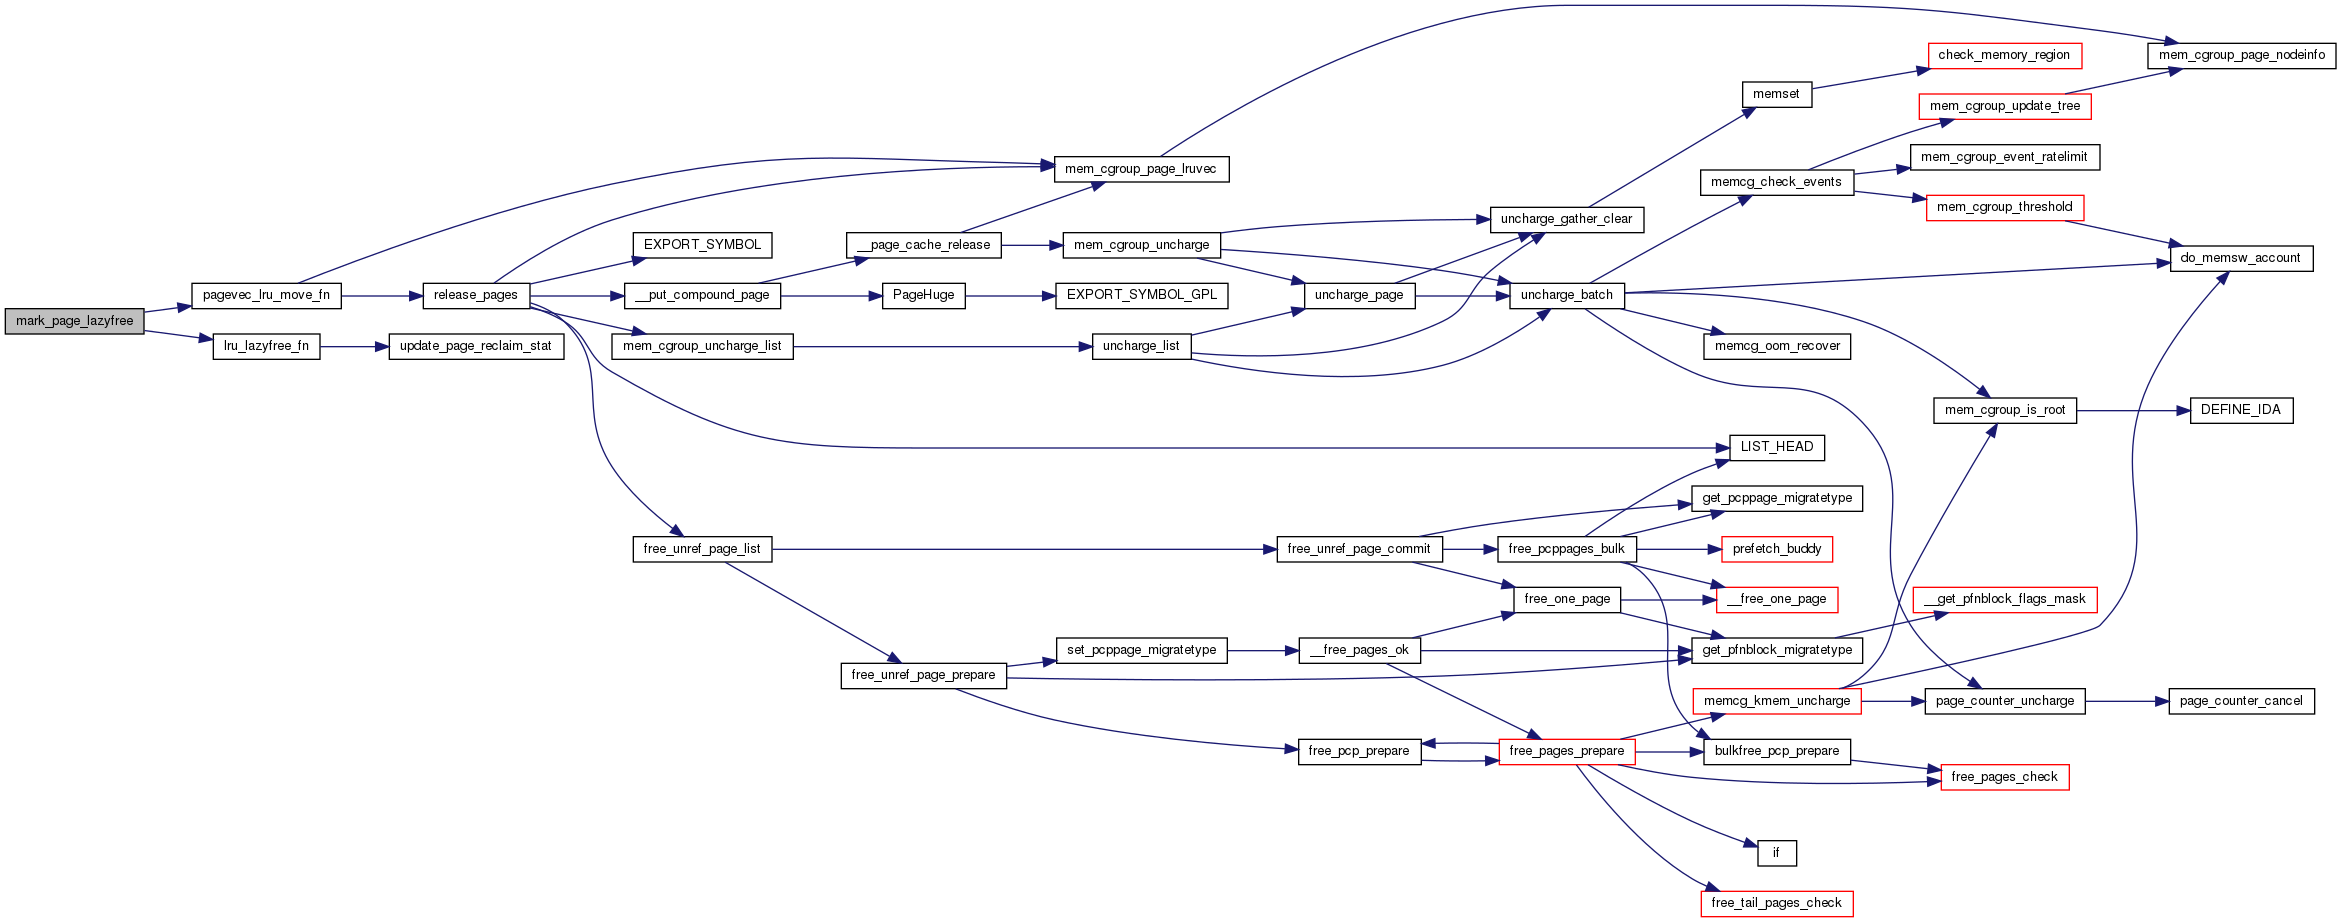 mark_page_lazyfree
pagevec_lru_move_fn
lru_lazyfree_fn
release_pages
update_page_reclaim_stat
EXPORT_SYMBOL
__put_compound_page
mem_cgroup_uncharge_list
free_unref_page_list
__page_cache_release
PageHuge
free_unref_page_prepare
mem_cgroup_page_lruvec
mem_cgroup_uncharge
EXPORT_SYMBOL_GPL
uncharge_list
set_pcppage_migratetype
free_unref_page_commit
__free_pages_ok
free_pcp_prepare
uncharge_page
uncharge_gather_clear
uncharge_batch
free_pcppages_bulk
free_one_page
free_pages_prepare
memset
memcg_check_events
memcg_oom_recover
LIST_HEAD
get_pcppage_migratetype
prefetch_buddy
__free_one_page
get_pfnblock_migratetype
memcg_kmem_uncharge
bulkfree_pcp_prepare
if
free_tail_pages_check
check_memory_region
mem_cgroup_update_tree
mem_cgroup_event_ratelimit
mem_cgroup_threshold
mem_cgroup_is_root
__get_pfnblock_flags_mask
page_counter_uncharge
free_pages_check
mem_cgroup_page_nodeinfo
do_memsw_account
DEFINE_IDA
page_counter_cancel